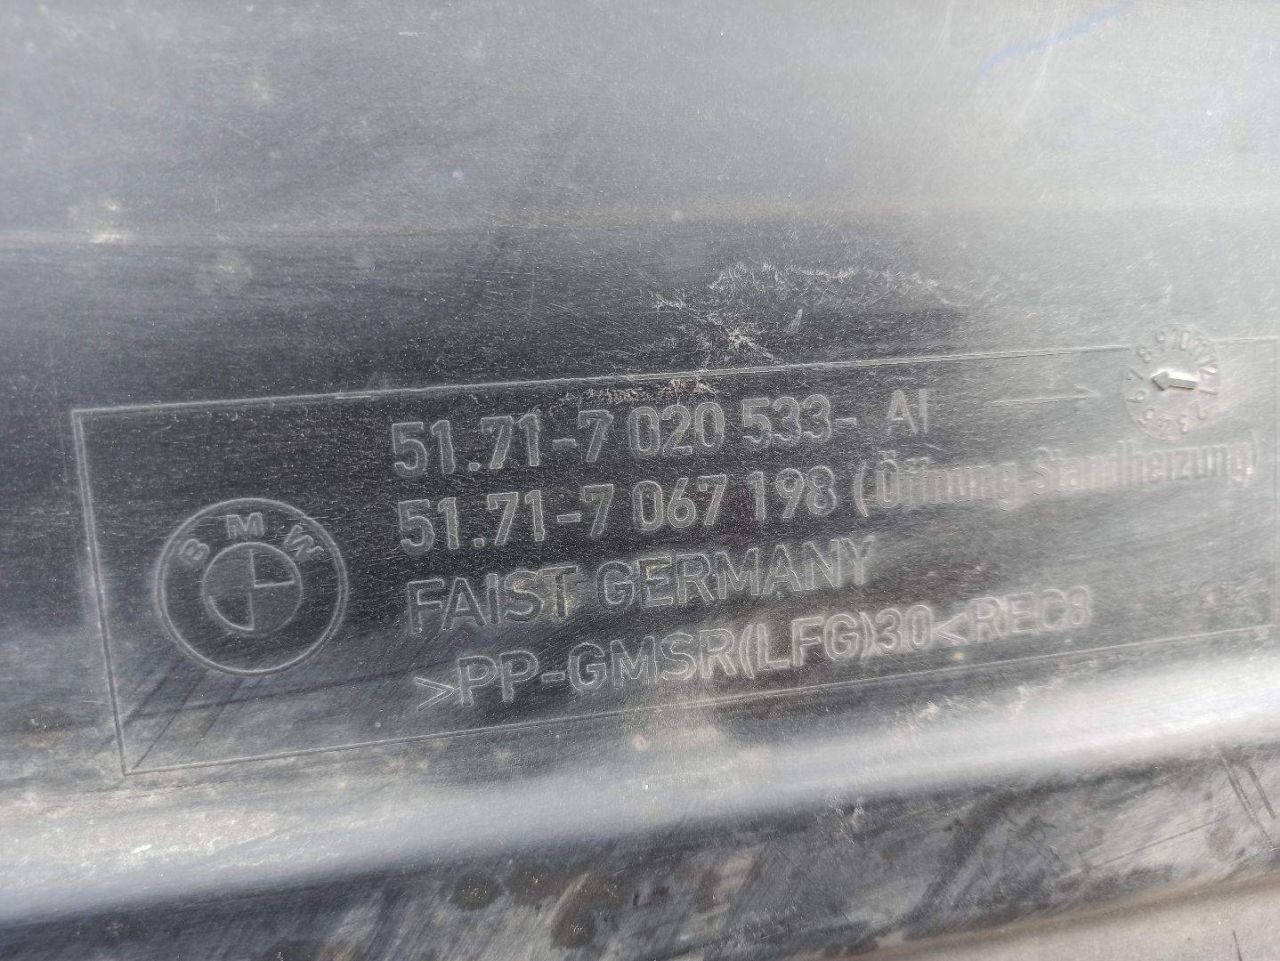 51.71-7 020 533- AI
51.71-7 067 198 (Öffnung-Standheizung)
BMW
FAIST GERMANY
>PP-GMSR(LFG)30<REC8